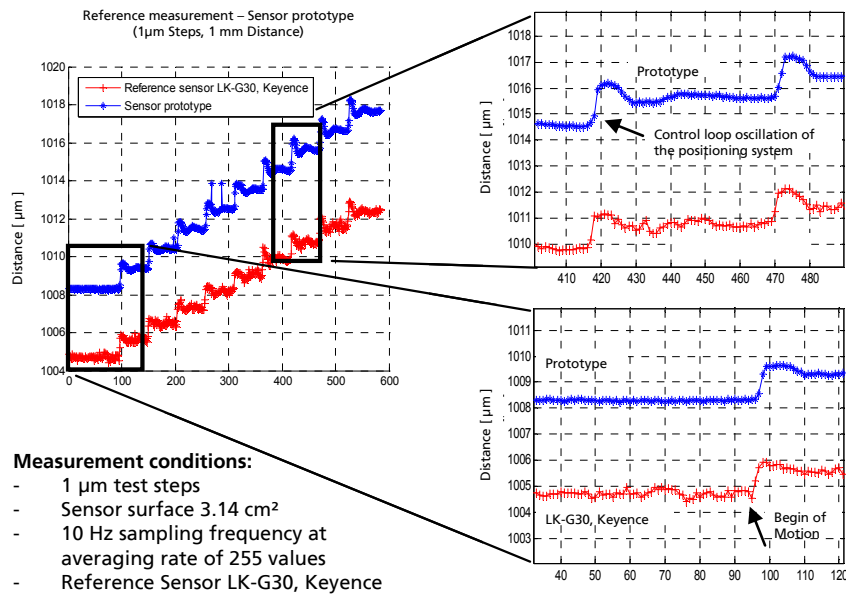 Reference measurement – Sensor prototype
(1µm Steps, 1 mm Distance)
1020
1018
1016
1014
1012
1010
1008
1006
1004
Distance [ µm ]
Reference sensor LK-G30, Keyence
Sensor prototype
0 100 200 300 400 500 600
1018
1017
1016
1015
1014
1012
1011
1010
Distance [ µm ]
Prototype
Control loop oscillation of
the positioning system
410 420 430 440 450 460 470 480
1011
1010
1009
1008
1006
1005
1004
1003
Distance [ µm ]
Prototype
LK-G30, Keyence
Begin of
Motion
40 50 60 70 80 90 100 110 120
Measurement conditions:
- 1 µm test steps
- Sensor surface 3.14 cm²
- 10 Hz sampling frequency at
averaging rate of 255 values
- Reference Sensor LK-G30, Keyence